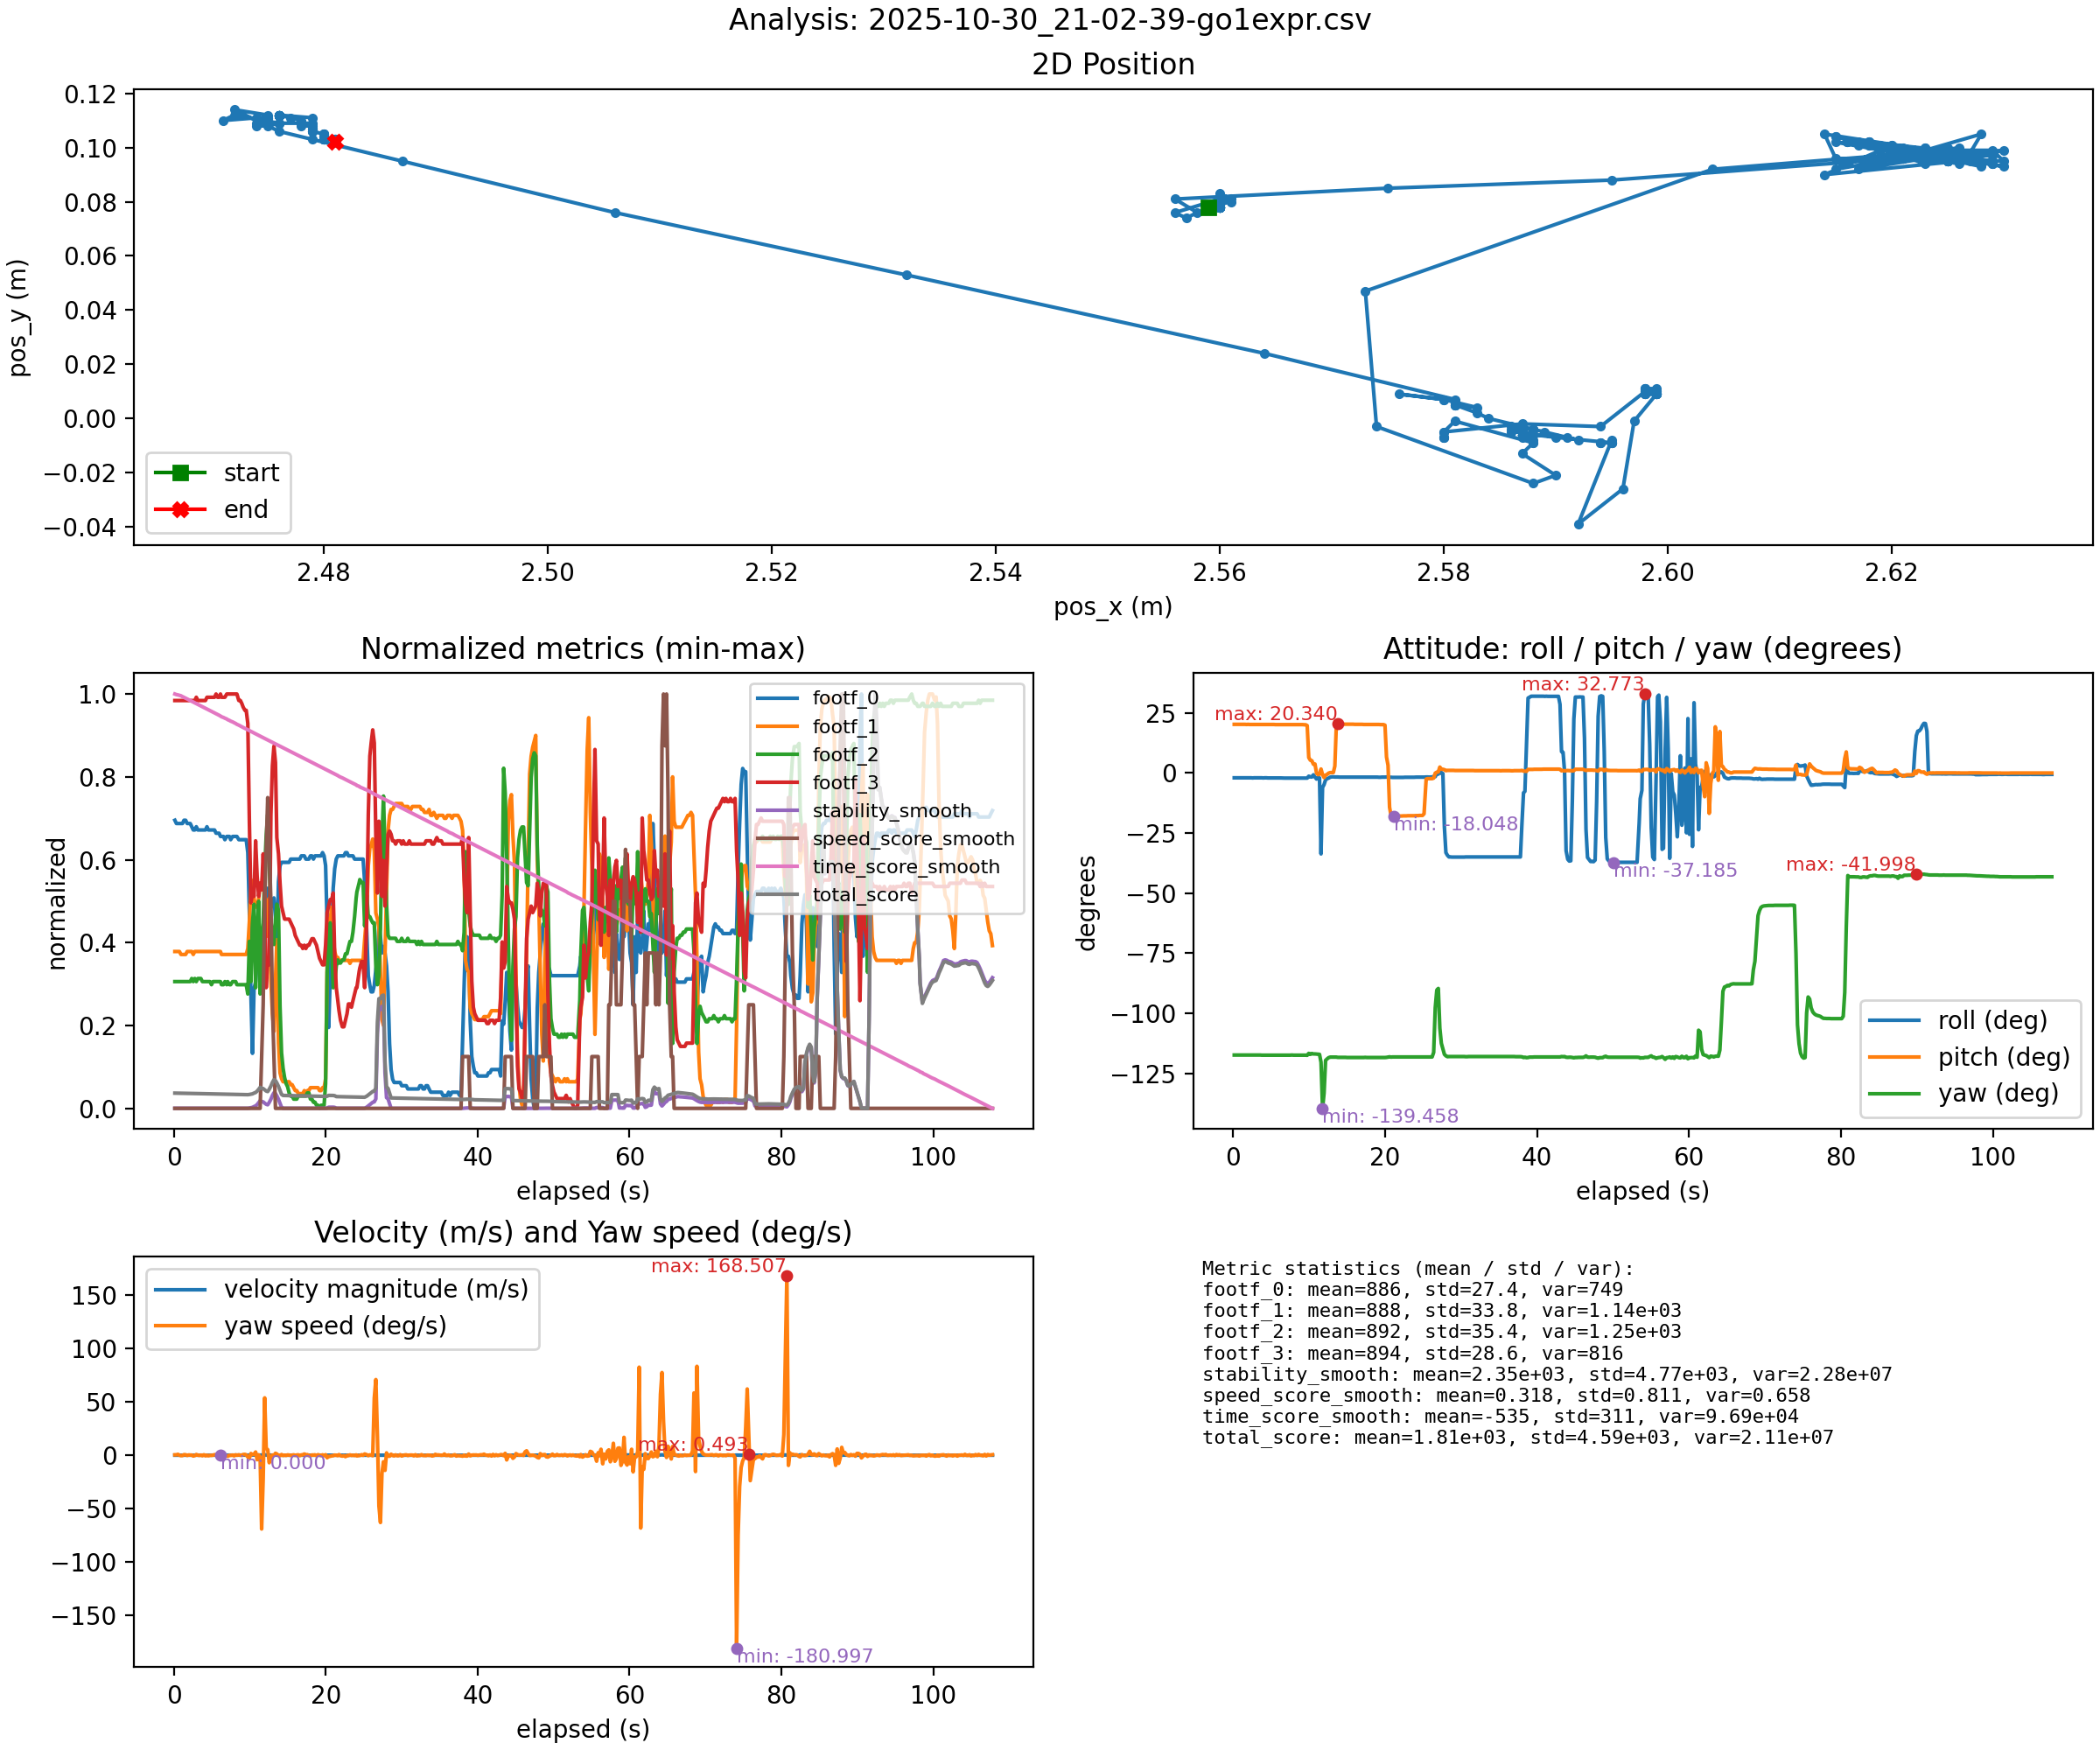 Analysis: 2025-10-30_21-02-39-go1expr.csv
2D Position
0.12
0.10
0.08
0.06
0.04
0.02
0.00
−0.02
−0.04
pos_y (m)
start
end
2.48
2.50
2.52
2.54
2.56
2.58
2.60
2.62
pos_x (m)
Normalized metrics (min-max)
1.0
0.8
0.6
0.4
0.2
0.0
normalized
footf_0
footf_1
footf_2
footf_3
stability_smooth
speed_score_smooth
time_score_smooth
total_score
0
20
40
60
80
100
elapsed (s)
Attitude: roll / pitch / yaw (degrees)
25
0
−25
−50
−75
−100
−125
degrees
max: 32.773
max: 20.340
min: -18.048
min: -37.185
max: -41.998
min: -139.458
roll (deg)
pitch (deg)
yaw (deg)
0
20
40
60
80
100
elapsed (s)
Velocity (m/s) and Yaw speed (deg/s)
150
100
50
0
−50
−100
−150
velocity magnitude (m/s)
yaw speed (deg/s)
max: 168.507
max: 0.493
min: 0.000
min: -180.997
0
20
40
60
80
100
elapsed (s)
Metric statistics (mean / std / var):
footf_0: mean=886, std=27.4, var=749
footf_1: mean=888, std=33.8, var=1.14e+03
footf_2: mean=892, std=35.4, var=1.25e+03
footf_3: mean=894, std=28.6, var=816
stability_smooth: mean=2.35e+03, std=4.77e+03, var=2.28e+07
speed_score_smooth: mean=0.318, std=0.811, var=0.658
time_score_smooth: mean=-535, std=311, var=9.69e+04
total_score: mean=1.81e+03, std=4.59e+03, var=2.11e+07